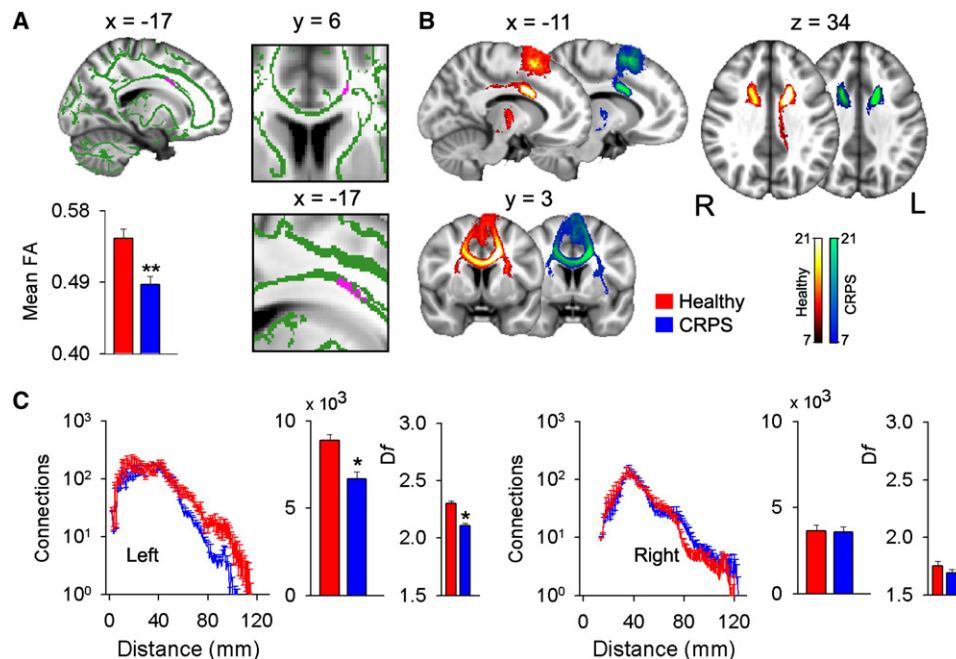 A
x = -17
y = 6
x = -17
0.58
0.49
0.40
Mean FA
**
B
x = -11
z = 34
y = 3
R
L
Healthy
CRPS
21
21
Healthy
CRPS
7
7
C
10³
10²
10¹
10⁰
Connections
Left
0 40 80 120
Distance (mm)
x 10³
10
5
0
*
Df
3.0
2.5
2.0
1.5
*
10³
10²
10¹
10⁰
Connections
Right
0 40 80 120
Distance (mm)
x 10³
10
5
0
Df
3.0
2.5
2.0
1.5